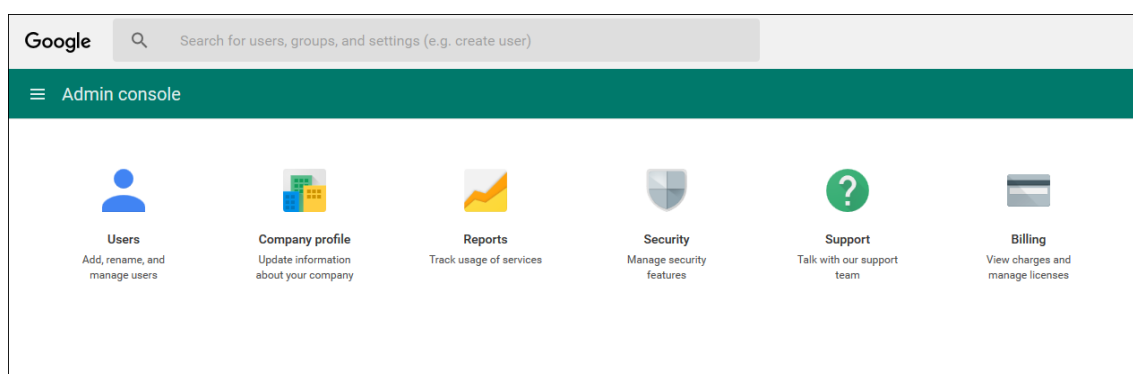 Google
Search for users, groups, and settings (e.g. create user)
Admin console
Users
Add, rename, and
manage users
Company profile
Update information
about your company
Reports
Track usage of services
Security
Manage security
features
Support
Talk with our support
team
Billing
View charges and
manage licenses